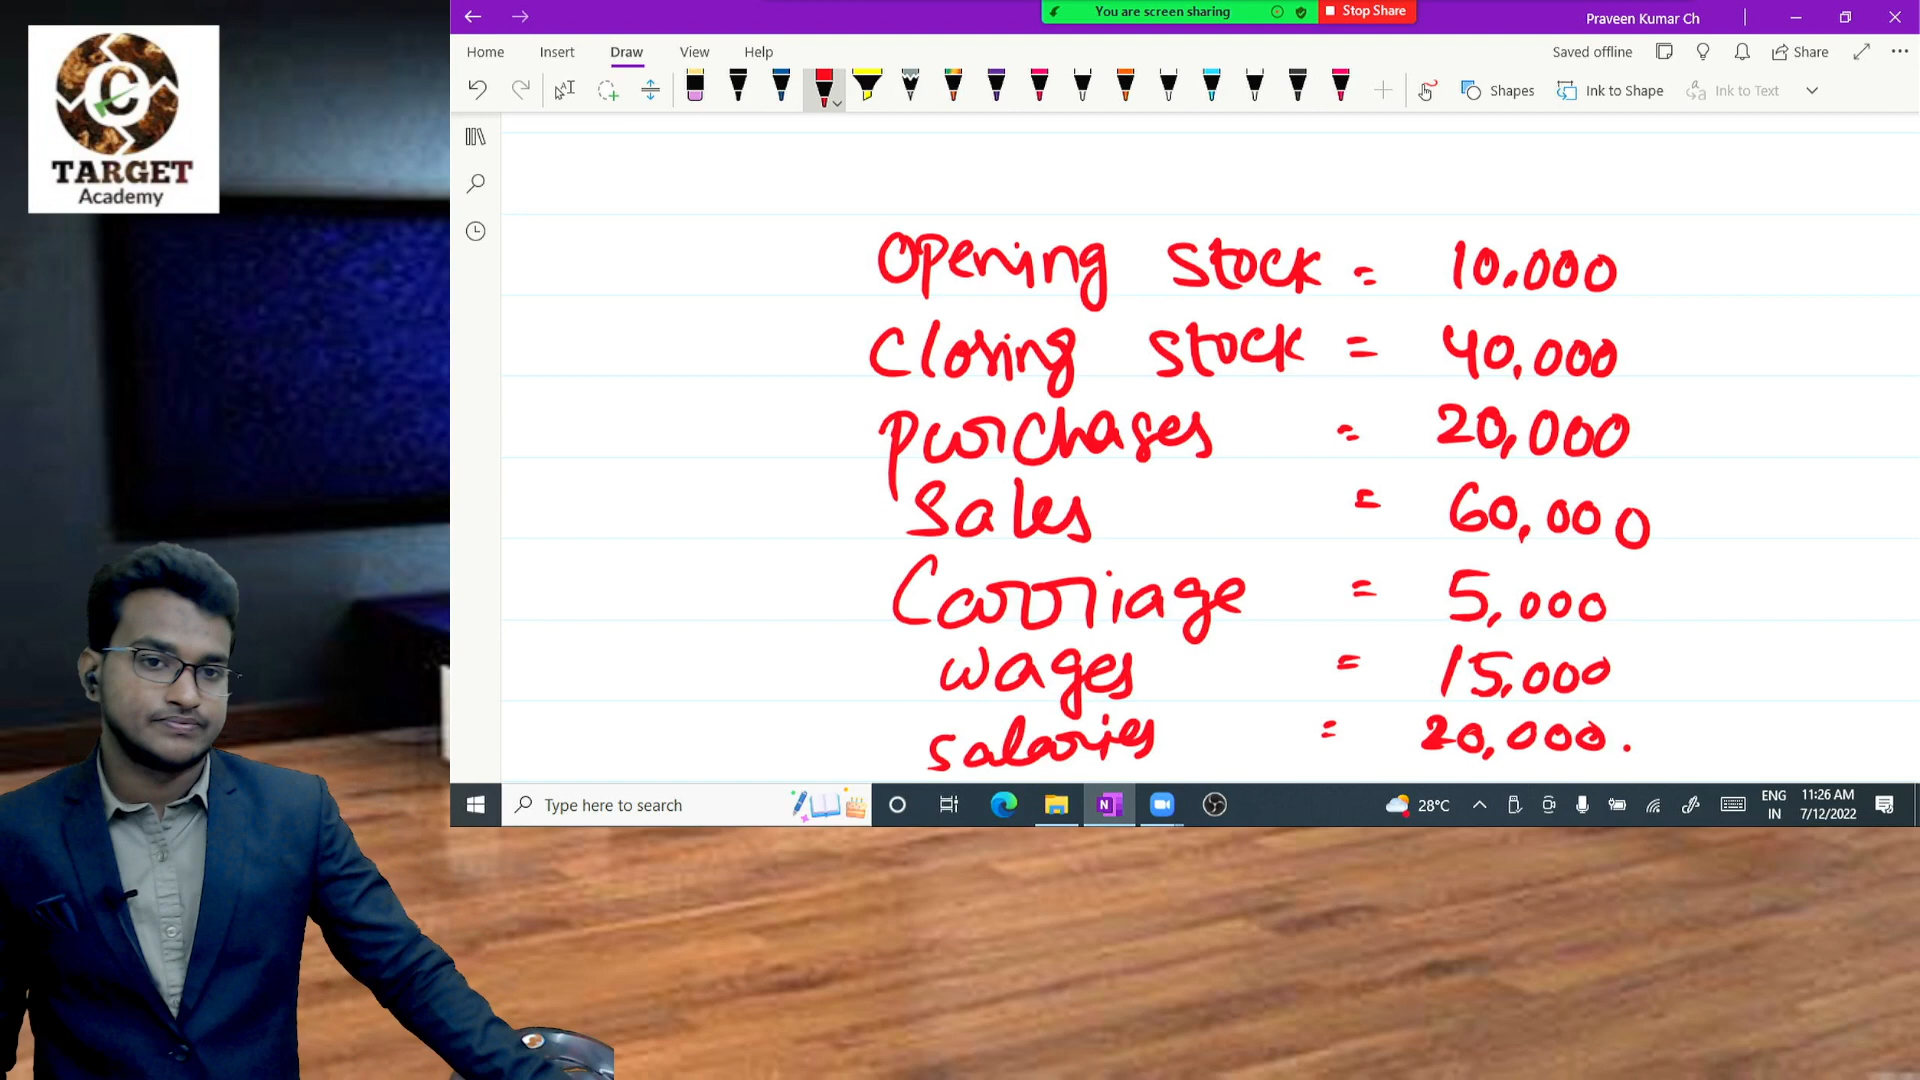 C
TARGET
Academy
You are screen sharing
Stop Share
Praveen Kumar Ch
Home Insert Draw View Help
Saved offline
Share
Shapes
Ink to Shape
Ink to Text
Opening stock = 10,000
Closing stock = 40,000
Purchases = 20,000
Sales = 60,000
Carriage = 5,000
wages = 15,000
salaries = 20,000.
Type here to search
28°C
ENG
IN
11:26 AM
7/12/2022